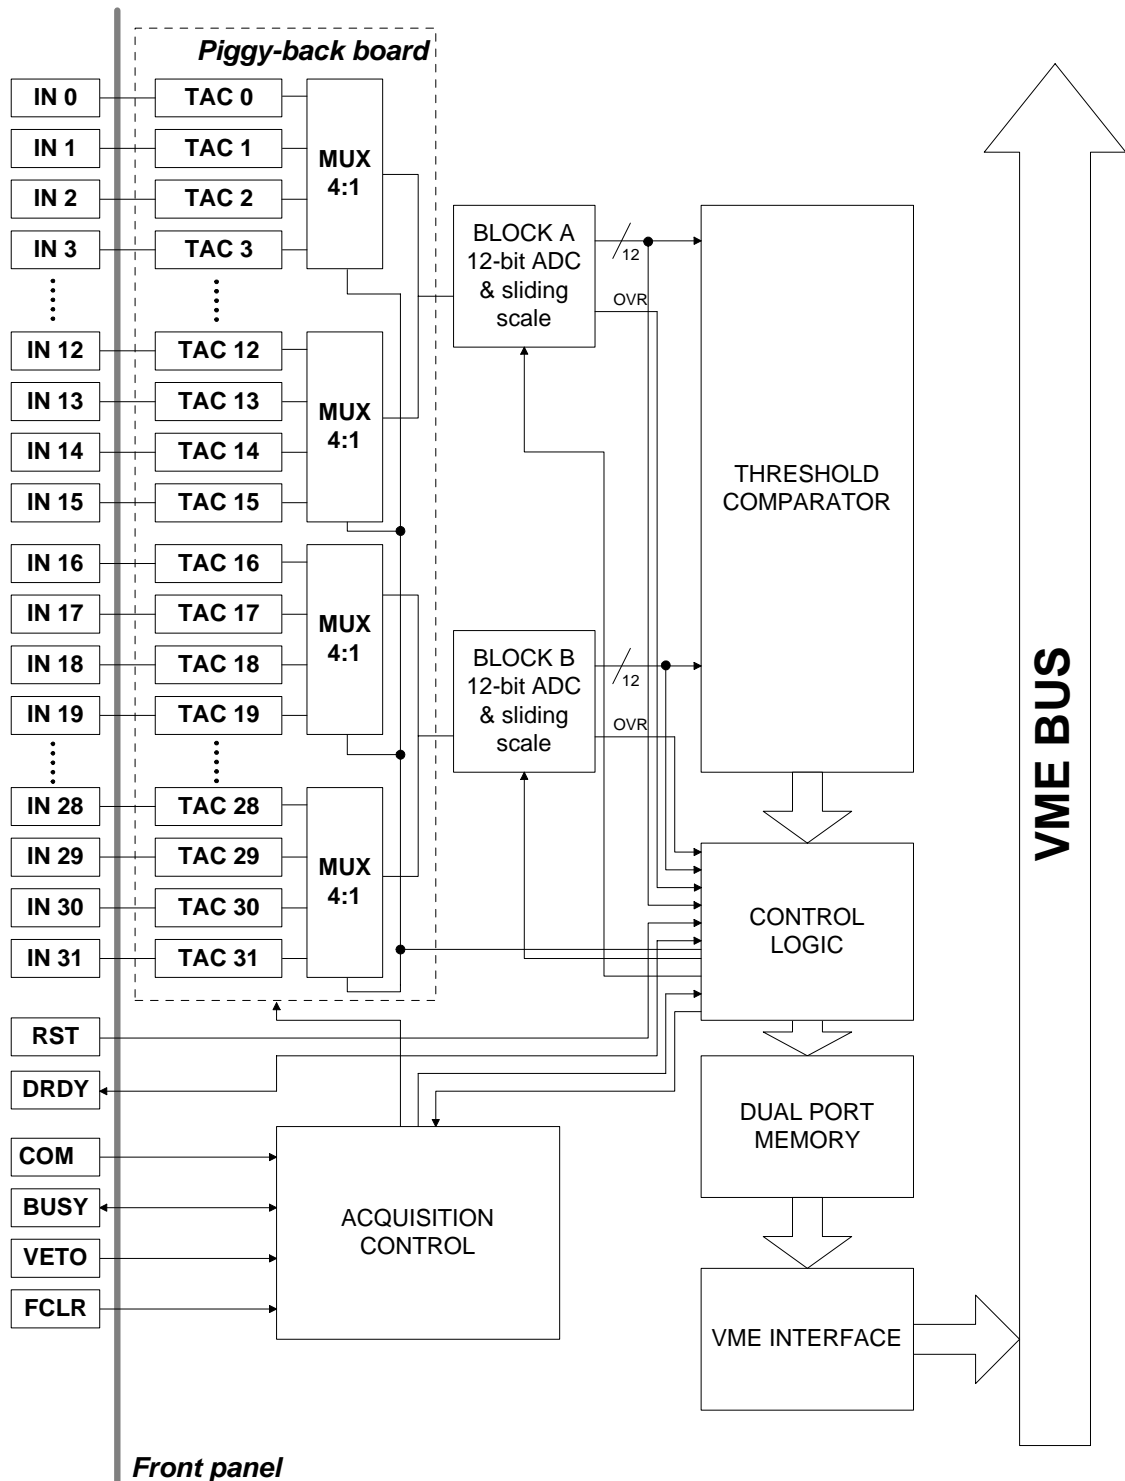 Piggy-back board
IN 0 TAC 0
IN 1 TAC 1
MUX
4:1
IN 2 TAC 2
IN 3 TAC 3
BLOCK A
12-bit ADC
& sliding
scale
12
OVR
IN 12 TAC 12
IN 13 TAC 13
MUX
4:1
IN 14 TAC 14
IN 15 TAC 15
THRESHOLD
COMPARATOR
IN 16 TAC 16
IN 17 TAC 17
MUX
4:1
IN 18 TAC 18
IN 19 TAC 19
BLOCK B
12-bit ADC
& sliding
scale
12
OVR
VME BUS
IN 28 TAC 28
IN 29 TAC 29
MUX
4:1
IN 30 TAC 30
IN 31 TAC 31
CONTROL
LOGIC
RST
DRDY
DUAL PORT
MEMORY
COM
BUSY
VETO
FCLR
ACQUISITION
CONTROL
VME INTERFACE
Front panel